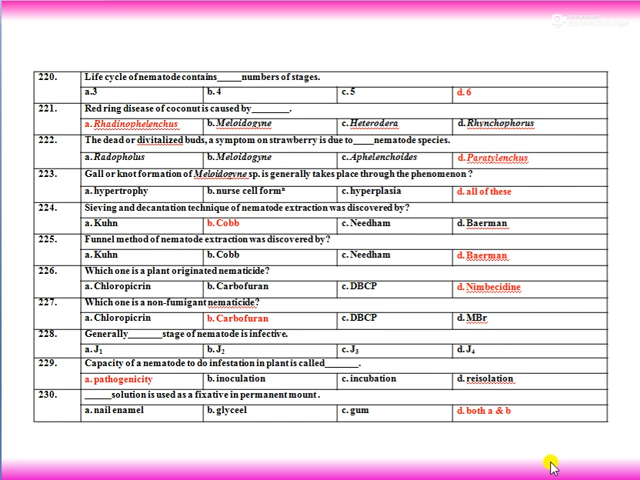 220. Life cycle of nematode contains_____numbers of stages.
a.3 b. 4 c. 5 d. 6
221. Red ring disease of coconut is caused by________.
a. Rhadinophelenchus b. Meloidogyne c. Heterodera d. Rhynchophorus
222. The dead or divitalized buds, a symptom on strawberry is due to____nematode species.
a. Radopholus b. Meloidogyne c. Aphelenchoides d. Paratylenchus
223. Gall or knot formation of Meloidogyne sp. is generally takes place through the phenomenon ?
a. hypertrophy b. nurse cell formⁿ c. hyperplasia d. all of these
224. Sieving and decantation technique of nematode extraction was discovered by?
a. Kuhn b. Cobb c. Needham d. Baerman
225. Funnel method of nematode extraction was discovered by?
a. Kuhn b. Cobb c. Needham d. Baerman
226. Which one is a plant originated nematicide?
a. Chloropicrin b. Carbofuran c. DBCP d. Nimbecidine
227. Which one is a non-fumigant nematicide?
a. Chloropicrin b. Carbofuran c. DBCP d. MBr
228. Generally_______stage of nematode is infective.
a. J₁ b. J₂ c. J₃ d. J₄
229. Capacity of a nematode to do infestation in plant is called_______.
a. pathogenicity b. inoculation c. incubation d. reisolation
230. _____solution is used as a fixative in permanent mount .
a. nail enamel b. glyceel c. gum d. both a & b